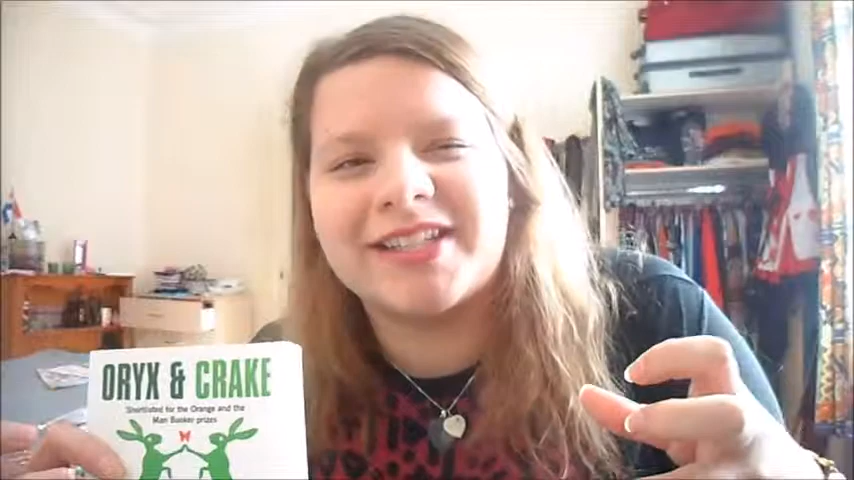 ORYX & CRAKE
Shortlisted for the Orange and the
Man Booker prizes